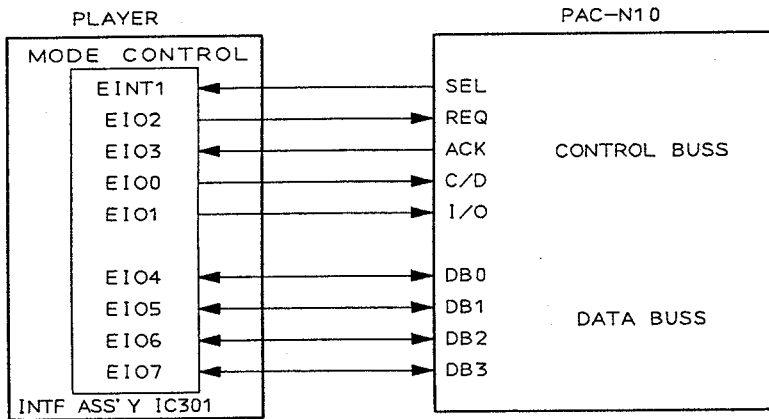 PLAYER PAC-N10
MODE CONTROL
EINT1 SEL
EIO2 REQ
EIO3 ACK CONTROL BUSS
EIO0 C/D
EIO1 I/O
EIO4 DB0
EIO5 DB1
EIO6 DB2 DATA BUSS
EIO7 DB3
INTF ASS'Y IC301